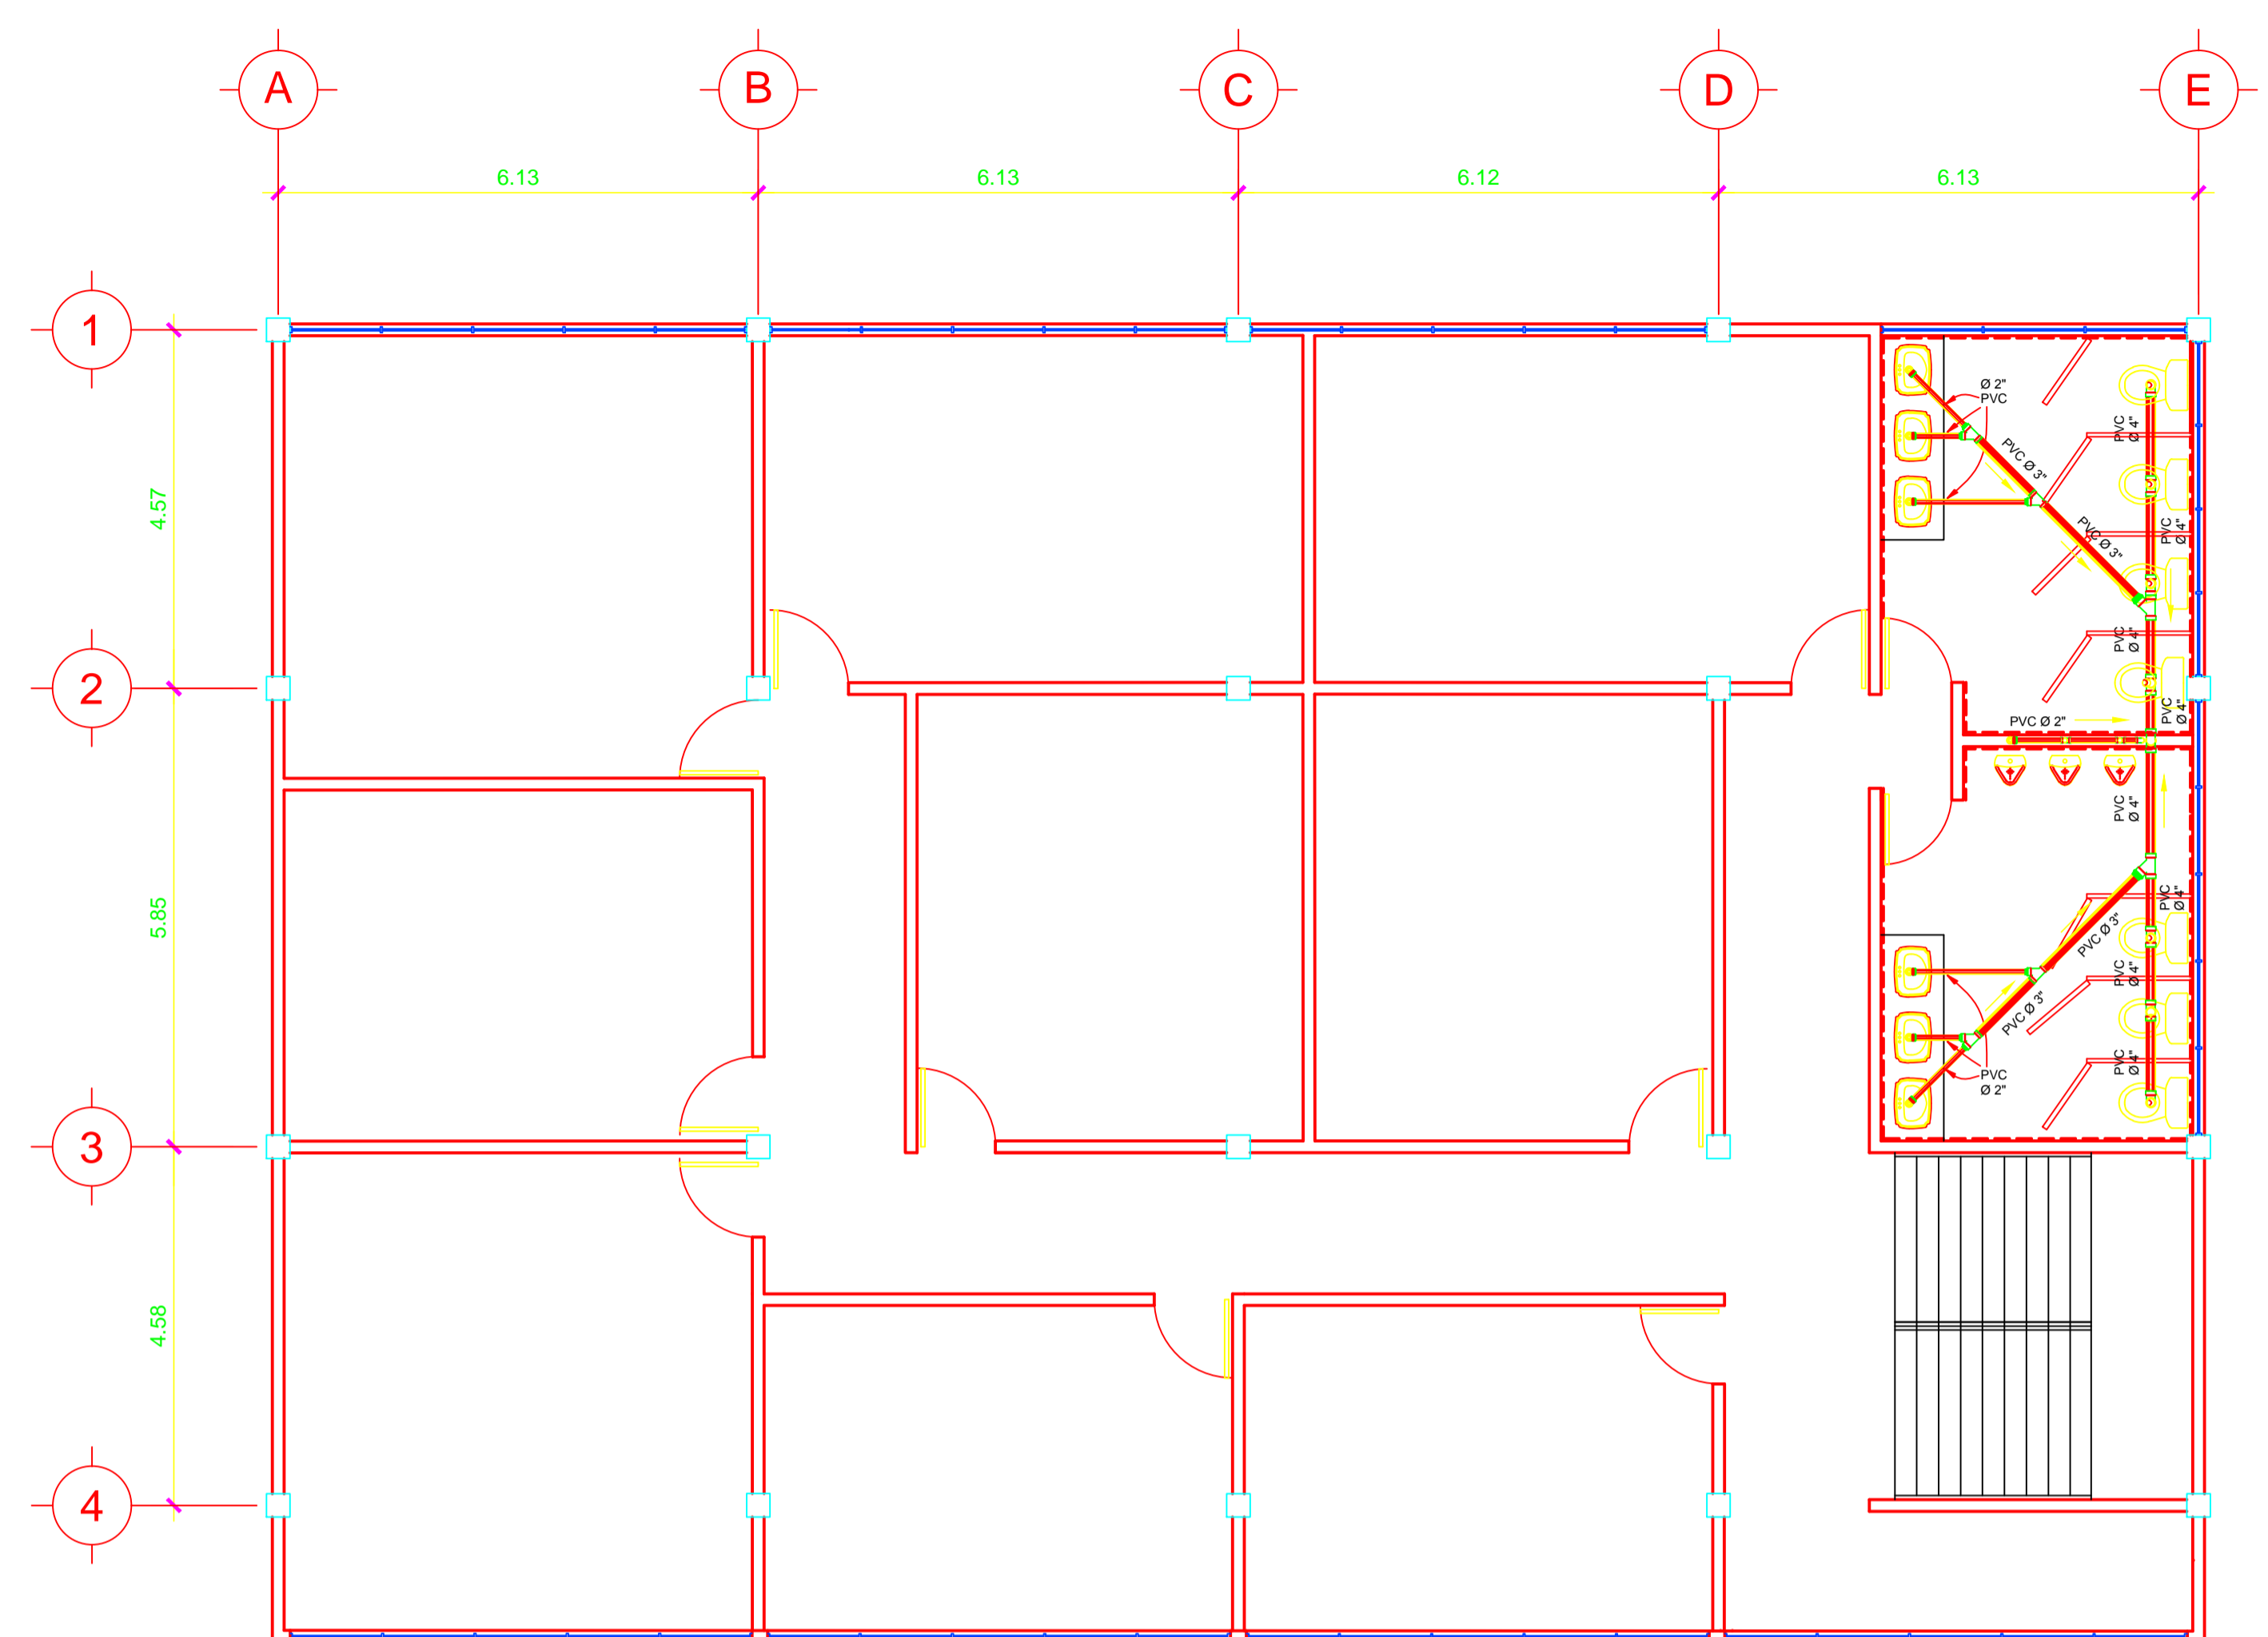 A
B
C
D
E
6.13
6.13
6.12
6.13
1
2
3
4
4.57
5.85
4.58
Ø 2"
PVC
PVC Ø 3"
PVC Ø 3"
PVC
Ø 4"
PVC
Ø 4"
PVC
Ø 4"
PVC
Ø 4"
PVC Ø 2"
PVC
Ø 4"
PVC
Ø 4"
PVC Ø 3"
PVC Ø 3"
PVC
Ø 4"
PVC
Ø 4"
PVC
Ø 2"